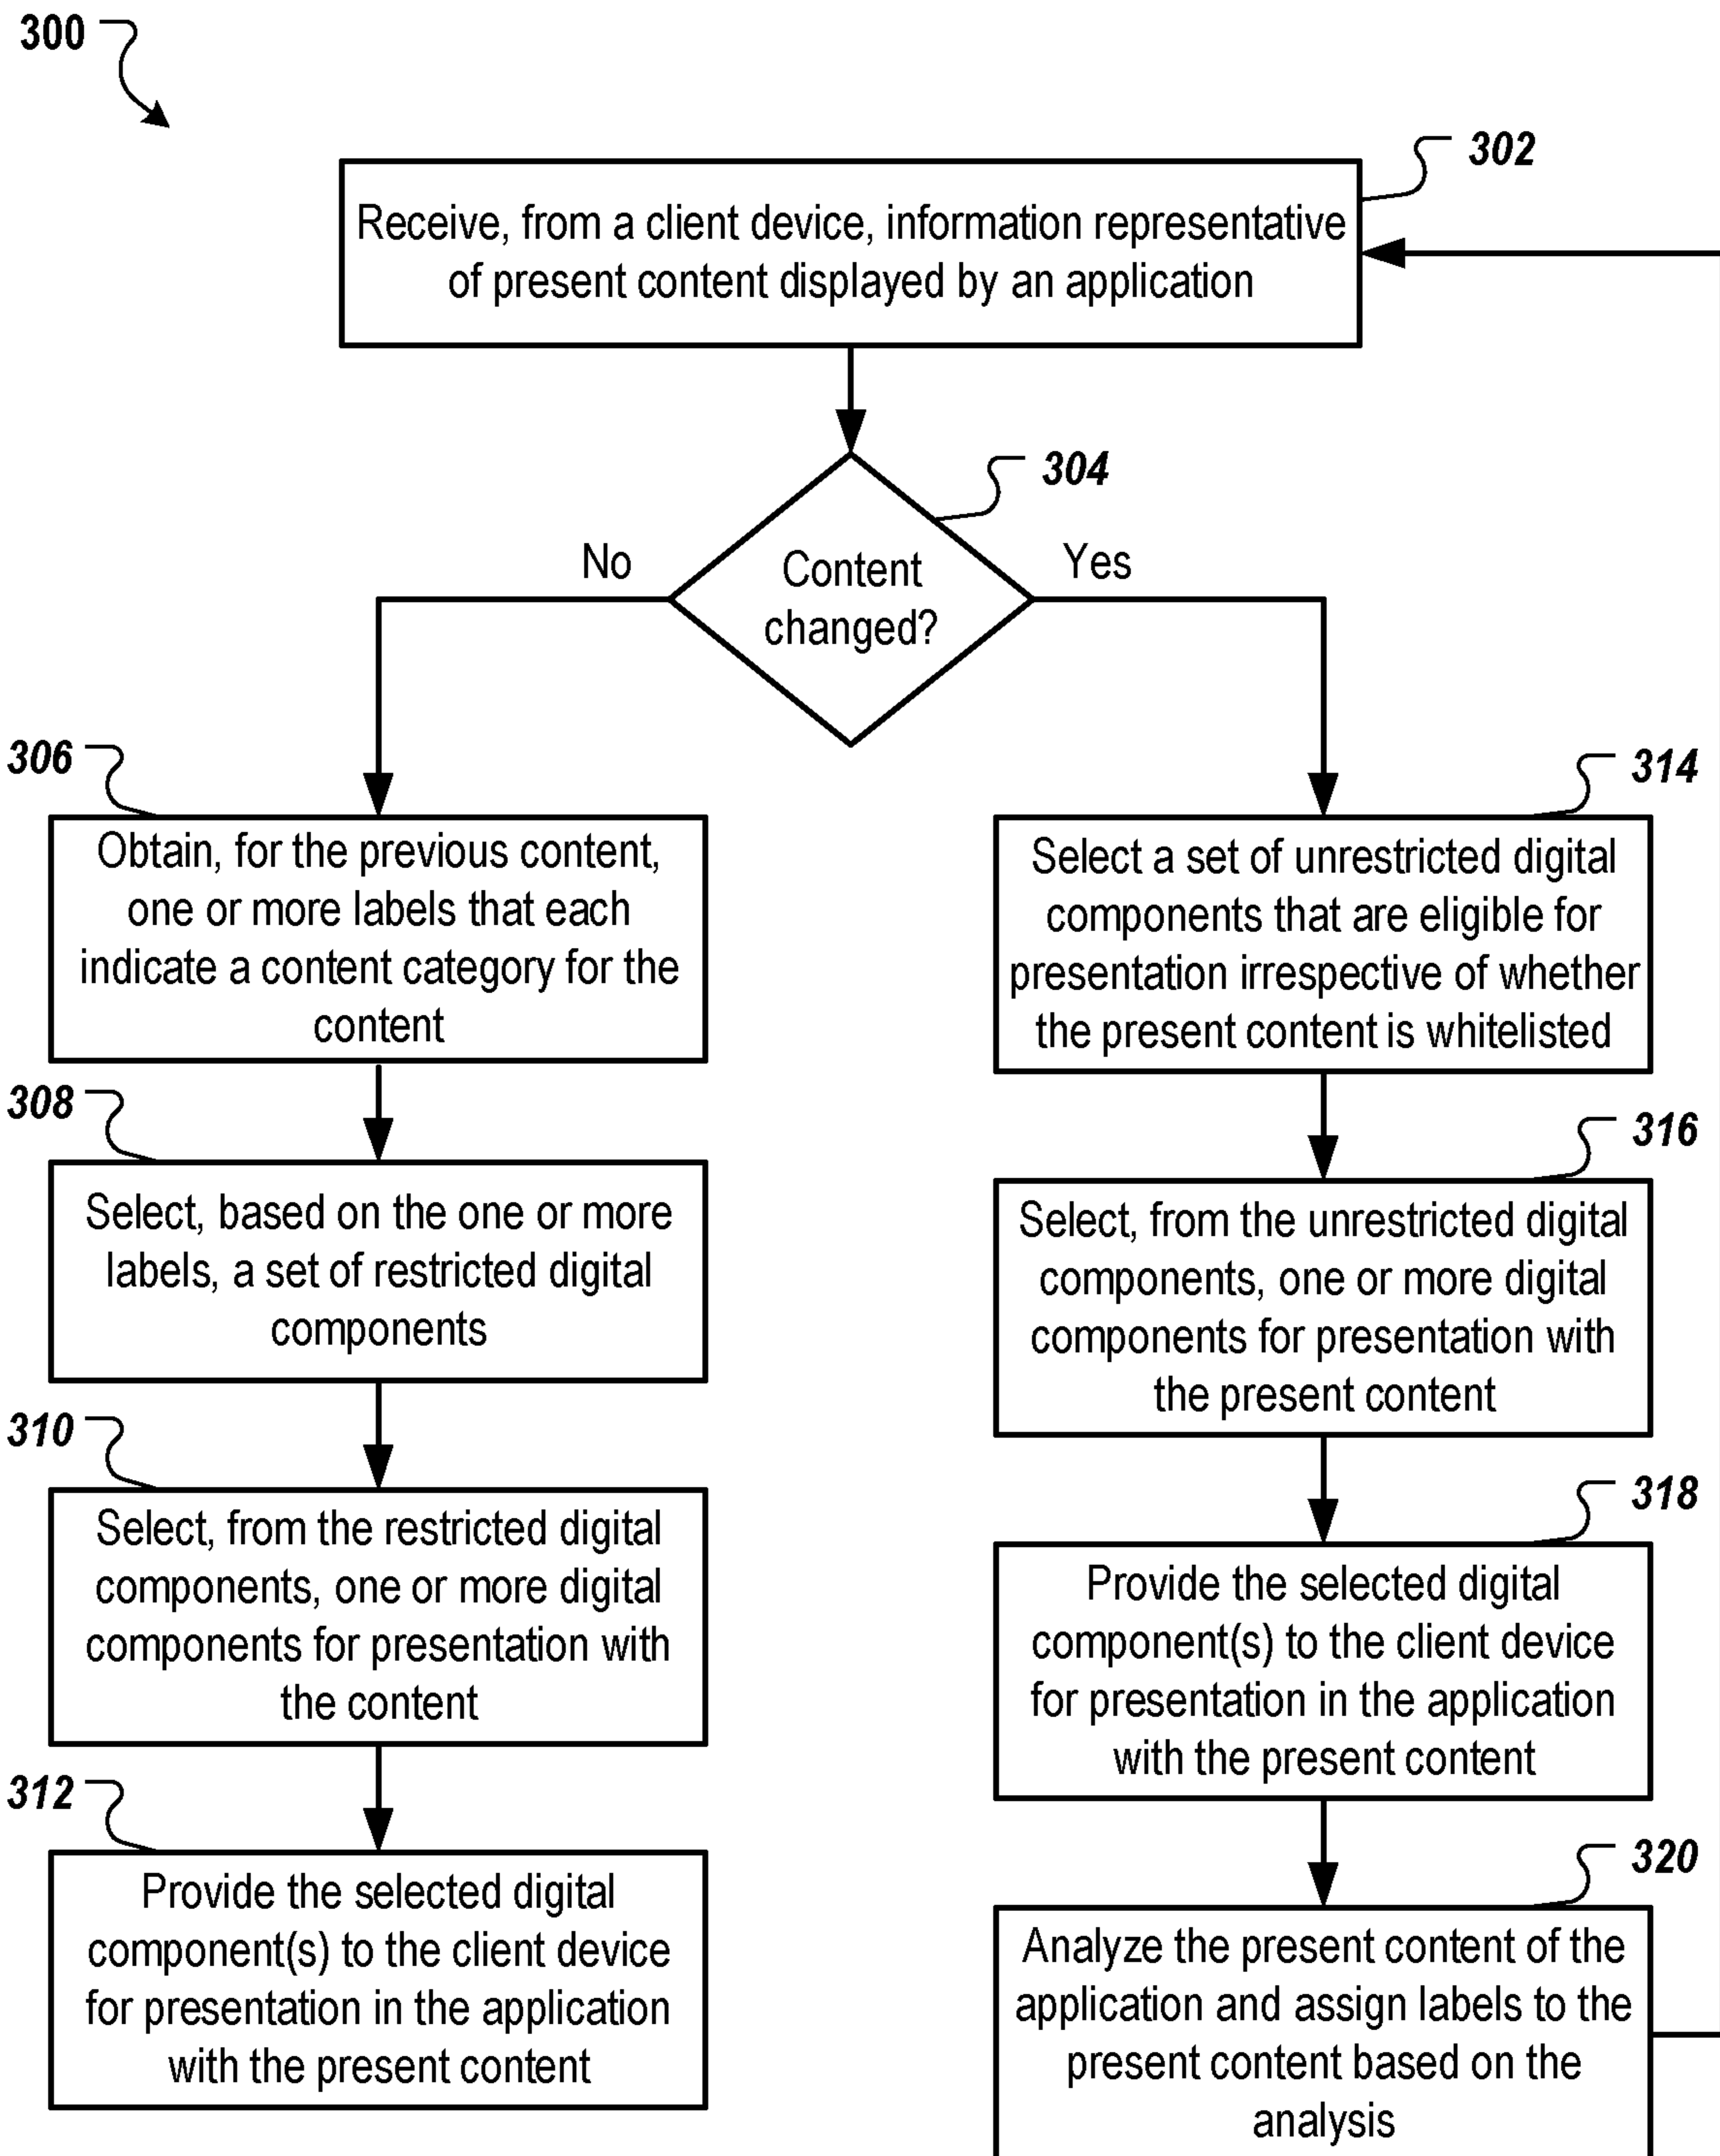 300
302
Receive, from a client device, information representative
of present content displayed by an application
304
Content
changed?
No
Yes
306
Obtain, for the previous content,
one or more labels that each
indicate a content category for the
content
308
Select, based on the one or more
labels, a set of restricted digital
components
310
Select, from the restricted digital
components, one or more digital
components for presentation with
the content
312
Provide the selected digital
component(s) to the client device
for presentation in the application
with the present content
314
Select a set of unrestricted digital
components that are eligible for
presentation irrespective of whether
the present content is whitelisted
316
Select, from the unrestricted digital
components, one or more digital
components for presentation with
the present content
318
Provide the selected digital
component(s) to the client device
for presentation in the application
with the present content
320
Analyze the present content of the
application and assign labels to the
present content based on the
analysis